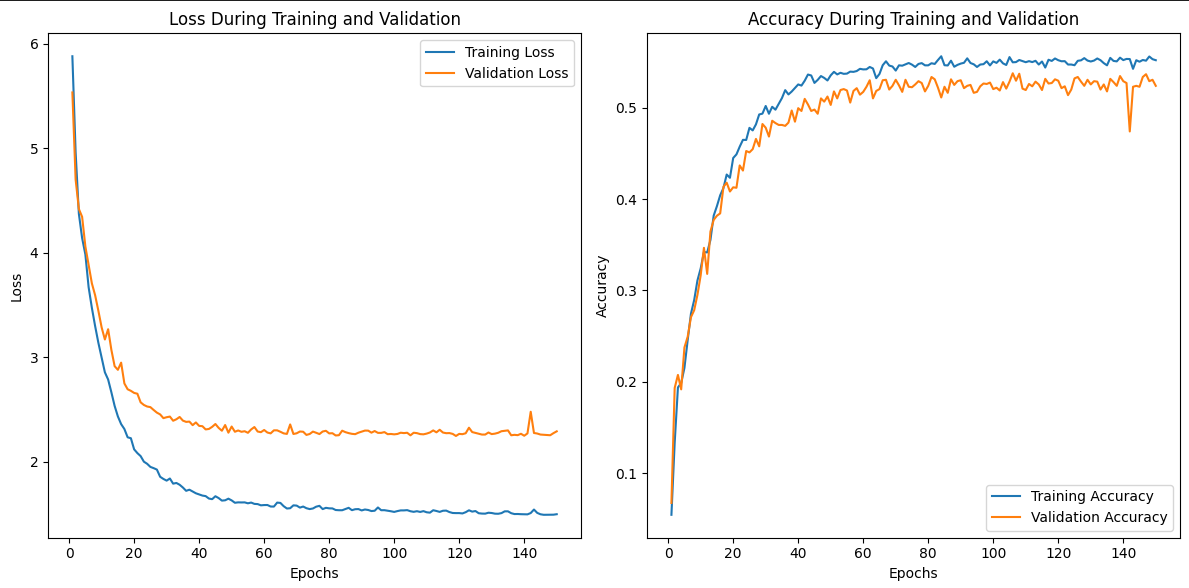 Loss During Training and Validation
6
5
4
3
2
Loss
0
20
40
60
80
100
120
140
Epochs
Training Loss
Validation Loss
Accuracy During Training and Validation
0.5
0.4
0.3
0.2
0.1
Accuracy
0
20
40
60
80
100
120
140
Epochs
Training Accuracy
Validation Accuracy